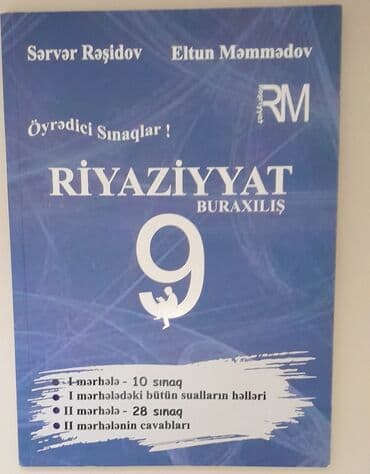 Sərvər Rəşidov Eltun Məmmədov
RM
nəşriyyat
Öyrədici Sınaqlar !
RİYAZİYYAT
BURAXILIŞ
9
• I mərhələ - 10 sınaq
• I mərhələdəki bütün sualların həlləri
• II mərhələ - 28 sınaq
• II mərhələnin cavabları